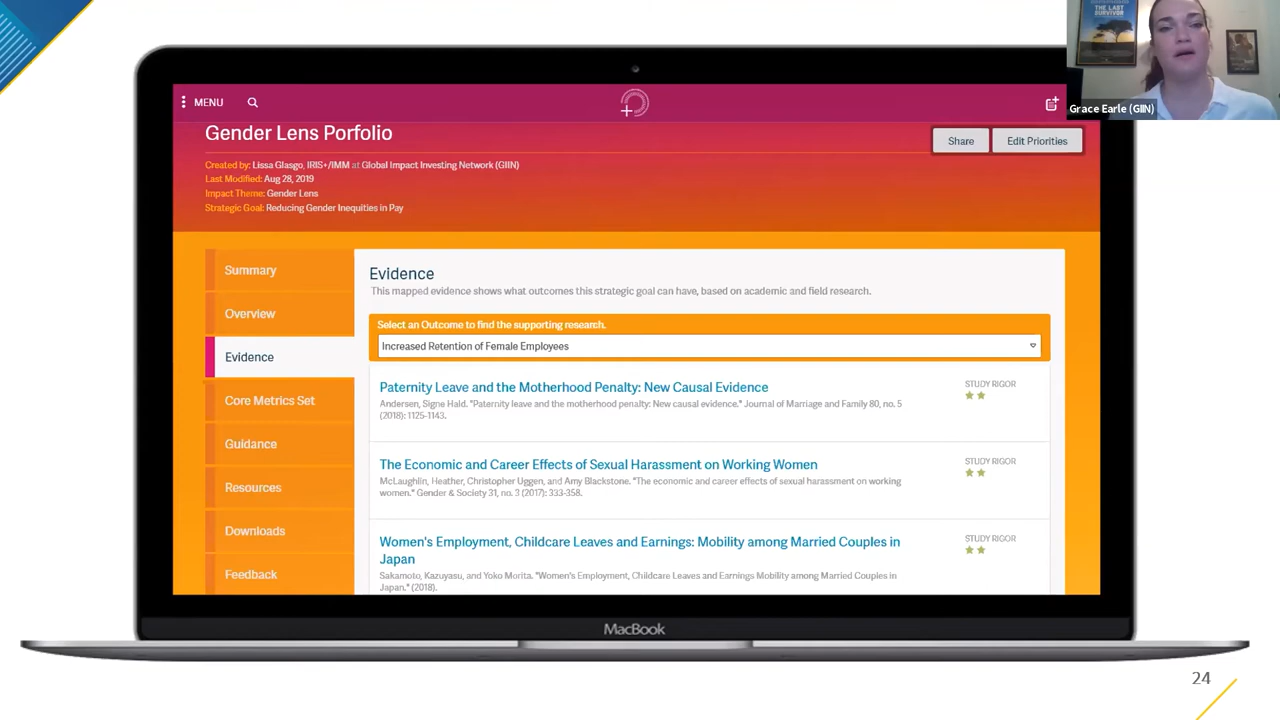 THE LAST
SURVIVOR
Grace Earle (GIIN)
MENU
Gender Lens Porfolio
Share
Edit Priorities
Created by: Lissa Glasgo, IRIS+/IMM at Global Impact Investing Network (GIIN)
Last Modified: Aug 28, 2019
Impact Theme: Gender Lens
Strategic Goal: Reducing Gender Inequities in Pay
Summary
Overview
Evidence
Core Metrics Set
Guidance
Resources
Downloads
Feedback
Evidence
This mapped evidence shows what outcomes this strategic goal can have, based on academic and field research.
Select an Outcome to find the supporting research.
Increased Retention of Female Employees
Paternity Leave and the Motherhood Penalty: New Causal Evidence
STUDY RIGOR
Andersen, Signe Hald. "Paternity leave and the motherhood penalty: New causal evidence." Journal of Marriage and Family 80, no. 5
(2018): 1125-1143.
The Economic and Career Effects of Sexual Harassment on Working Women
STUDY RIGOR
McLaughlin, Heather, Christopher Uggen, and Amy Blackstone. "The economic and career effects of sexual harassment on working
women." Gender & Society 31, no. 3 (2017): 333-358.
Women's Employment, Childcare Leaves and Earnings: Mobility among Married Couples in
Japan
STUDY RIGOR
Sakamoto, Kazuyasu, and Yoko Morita. "Women's Employment, Childcare Leaves and Earnings Mobility among Married Couples in
Japan." (2018).
MacBook
24